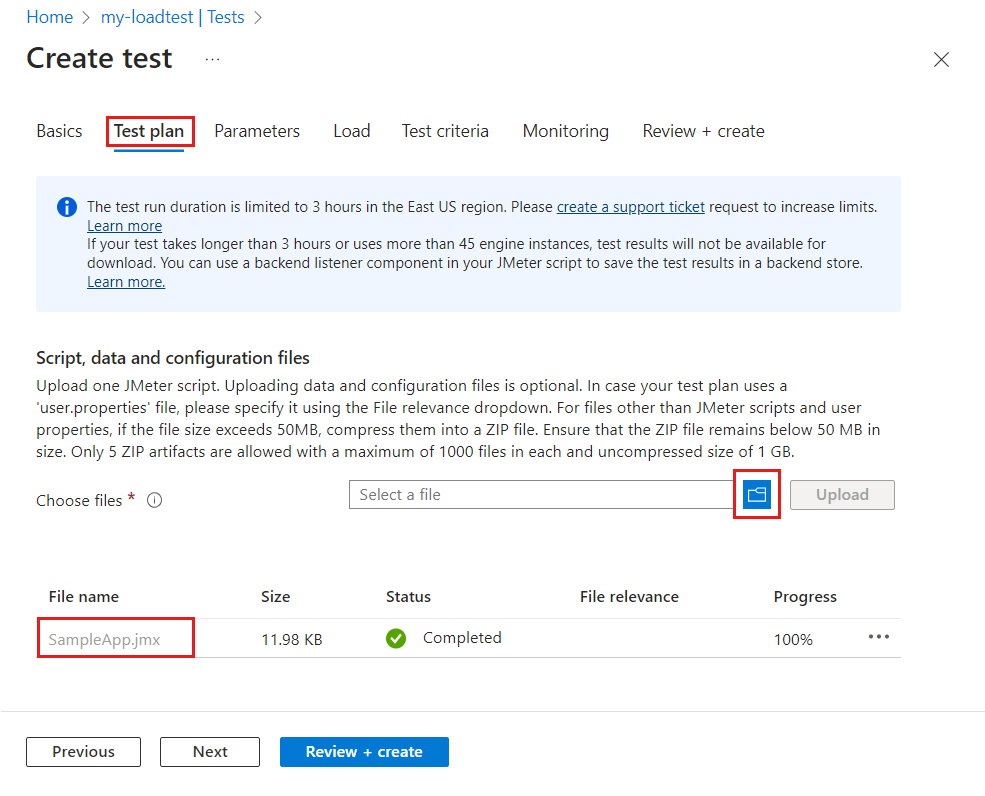 Home > my-loadtest | Tests >
Create test ...
Basics Test plan Parameters Load Test criteria Monitoring Review + create
The test run duration is limited to 3 hours in the East US region. Please create a support ticket request to increase limits.
Learn more
If your test takes longer than 3 hours or uses more than 45 engine instances, test results will not be available for
download. You can use a backend listener component in your JMeter script to save the test results in a backend store.
Learn more.
Script, data and configuration files
Upload one JMeter script. Uploading data and configuration files is optional. In case your test plan uses a
'user.properties' file, please specify it using the File relevance dropdown. For files other than JMeter scripts and user
properties, if the file size exceeds 50MB, compress them into a ZIP file. Ensure that the ZIP file remains below 50 MB in
size. Only 5 ZIP artifacts are allowed with a maximum of 1000 files in each and uncompressed size of 1 GB.
Choose files * Select a file Upload
File name Size Status File relevance Progress
SampleApp.jmx 11.98 KB Completed 100% ...
Previous Next Review + create